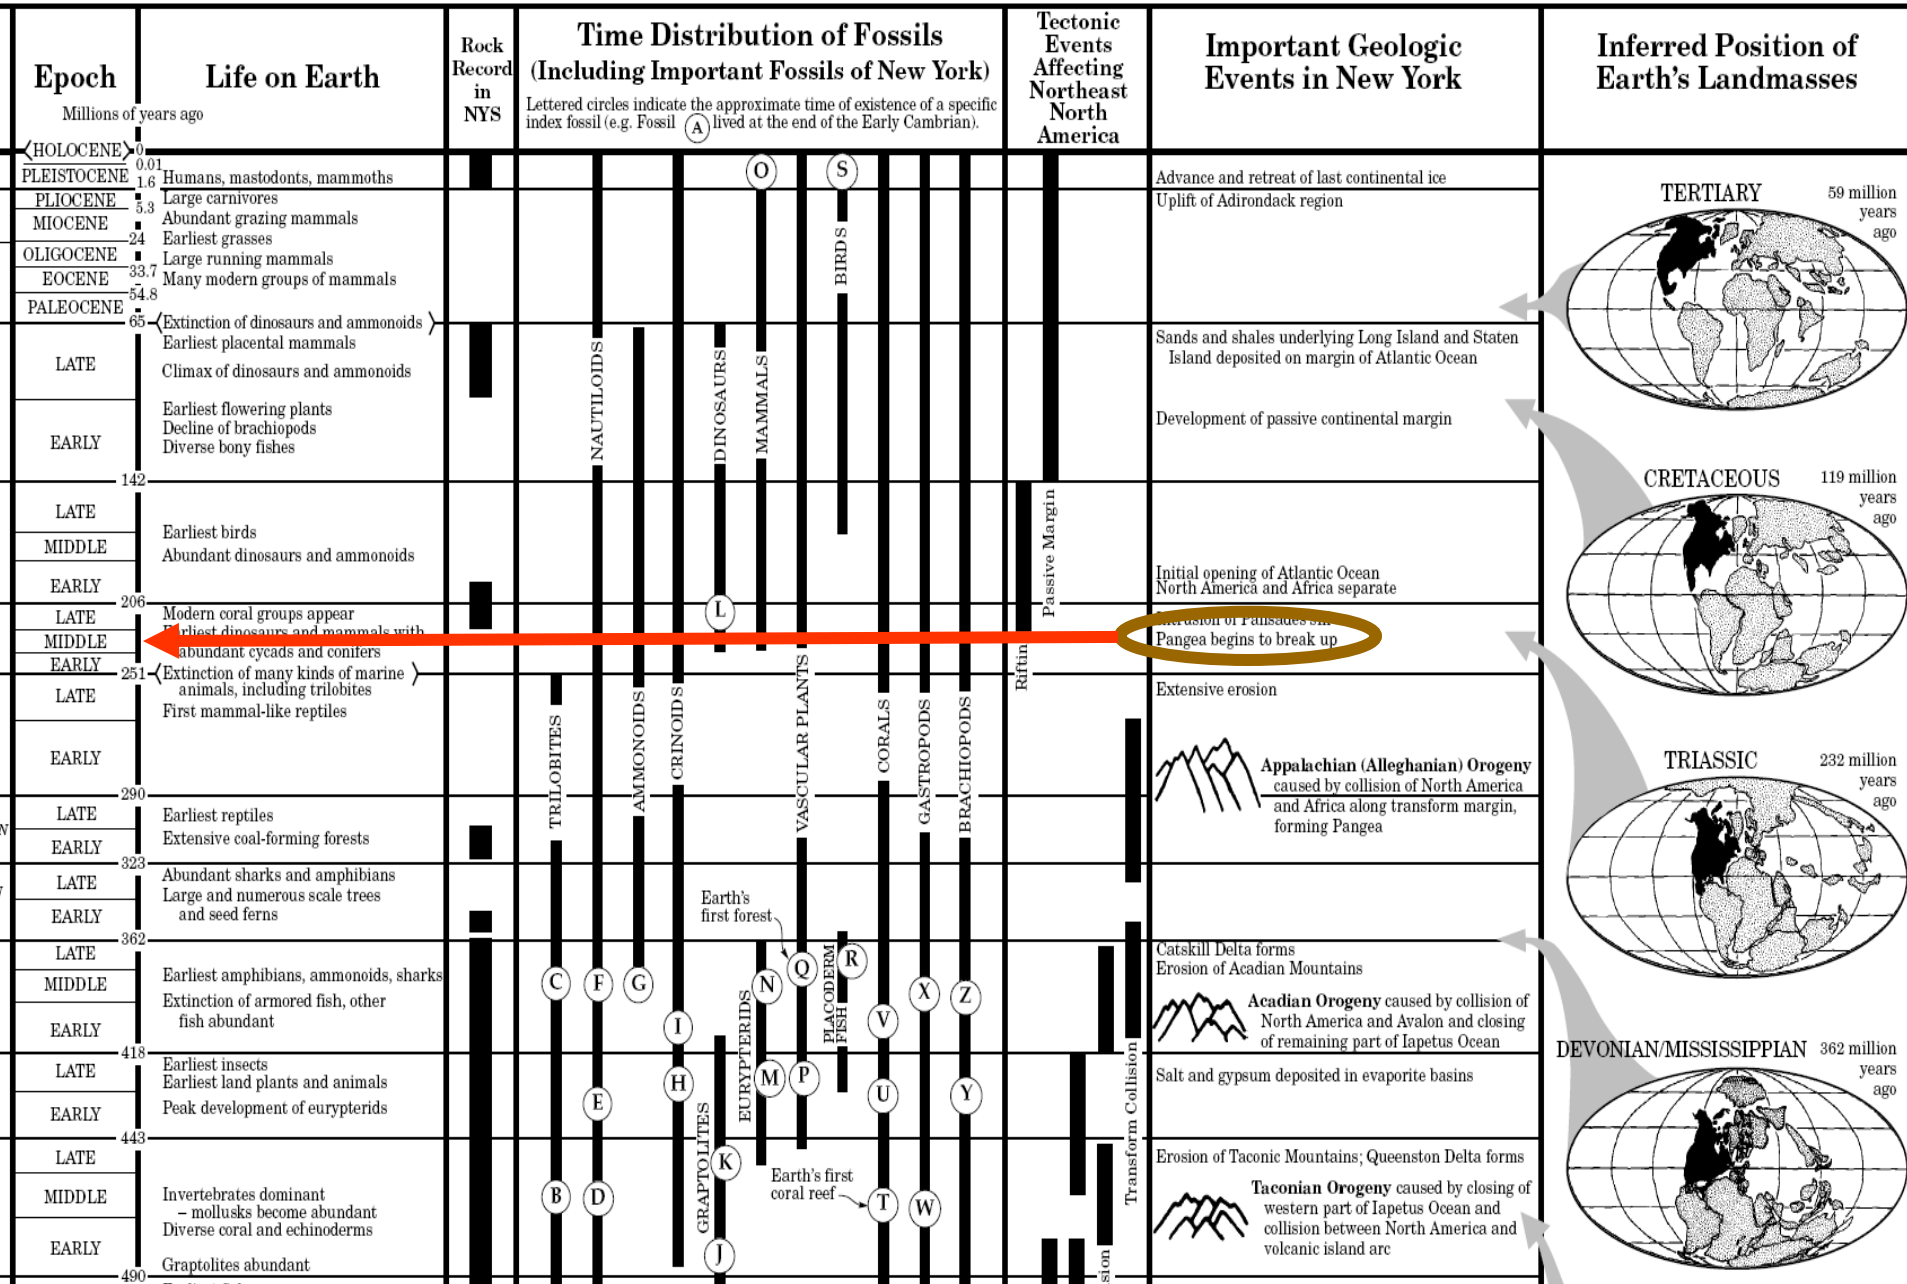 Epoch
Millions of years ago
Life on Earth
Rock
Record
in
NYS
Time Distribution of Fossils
(Including Important Fossils of New York)
Lettered circles indicate the approximate time of existence of a specific
index fossil (e.g. Fossil A lived at the end of the Early Cambrian).
Tectonic
Events
Affecting
Northeast
North
America
Important Geologic
Events in New York
Inferred Position of
Earth's Landmasses
HOLOCENE
0
0.01
PLEISTOCENE
1.6
PLIOCENE
5.3
MIOCENE
24
OLIGOCENE
33.7
EOCENE
54.8
PALEOCENE
65
LATE
EARLY
142
LATE
MIDDLE
EARLY
206
LATE
MIDDLE
EARLY
251
LATE
EARLY
290
LATE
EARLY
323
LATE
EARLY
362
LATE
MIDDLE
EARLY
418
LATE
EARLY
443
LATE
MIDDLE
EARLY
490
Humans, mastodonts, mammoths
Large carnivores
Abundant grazing mammals
Earliest grasses
Large running mammals
Many modern groups of mammals
Extinction of dinosaurs and ammonoids
Earliest placental mammals
Climax of dinosaurs and ammonoids
Earliest flowering plants
Decline of brachiopods
Diverse bony fishes
Earliest birds
Abundant dinosaurs and ammonoids
Modern coral groups appear
Earliest dinosaurs and mammals with
abundant cycads and conifers
Extinction of many kinds of marine
animals, including trilobites
First mammal-like reptiles
Earliest reptiles
Extensive coal-forming forests
Abundant sharks and amphibians
Large and numerous scale trees
and seed ferns
Earliest amphibians, ammonoids, sharks
Extinction of armored fish, other
fish abundant
Earliest insects
Earliest land plants and animals
Peak development of eurypterids
Invertebrates dominant
– mollusks become abundant
Diverse coral and echinoderms
Graptolites abundant
TRILOBITES
C
B
NAUTILOIDS
F
E
D
AMMONOIDS
G
CRINOIDS
I
H
DINOSAURS
L
GRAPTOLITES
K
J
MAMMALS
O
EURYPTERIDS
N
M
VASCULAR PLANTS
Earth's
first forest
Q
P
BIRDS
S
PLACODERM
FISH
R
CORALS
V
U
Earth's first
coral reef
T
GASTROPODS
X
W
BRACHIOPODS
Z
Y
Passive Margin
Riftin
Transform Collision
sion
Advance and retreat of last continental ice
Uplift of Adirondack region
Sands and shales underlying Long Island and Staten
Island deposited on margin of Atlantic Ocean
Development of passive continental margin
Initial opening of Atlantic Ocean
North America and Africa separate
Intrusion of Palisades sill
Pangea begins to break up
Extensive erosion
Appalachian (Alleghanian) Orogeny
caused by collision of North America
and Africa along transform margin,
forming Pangea
Catskill Delta forms
Erosion of Acadian Mountains
Acadian Orogeny caused by collision of
North America and Avalon and closing
of remaining part of Iapetus Ocean
Salt and gypsum deposited in evaporite basins
Erosion of Taconic Mountains; Queenston Delta forms
Taconian Orogeny caused by closing of
western part of Iapetus Ocean and
collision between North America and
volcanic island arc
TERTIARY
59 million
years
ago
CRETACEOUS
119 million
years
ago
TRIASSIC
232 million
years
ago
DEVONIAN/MISSISSIPPIAN
362 million
years
ago